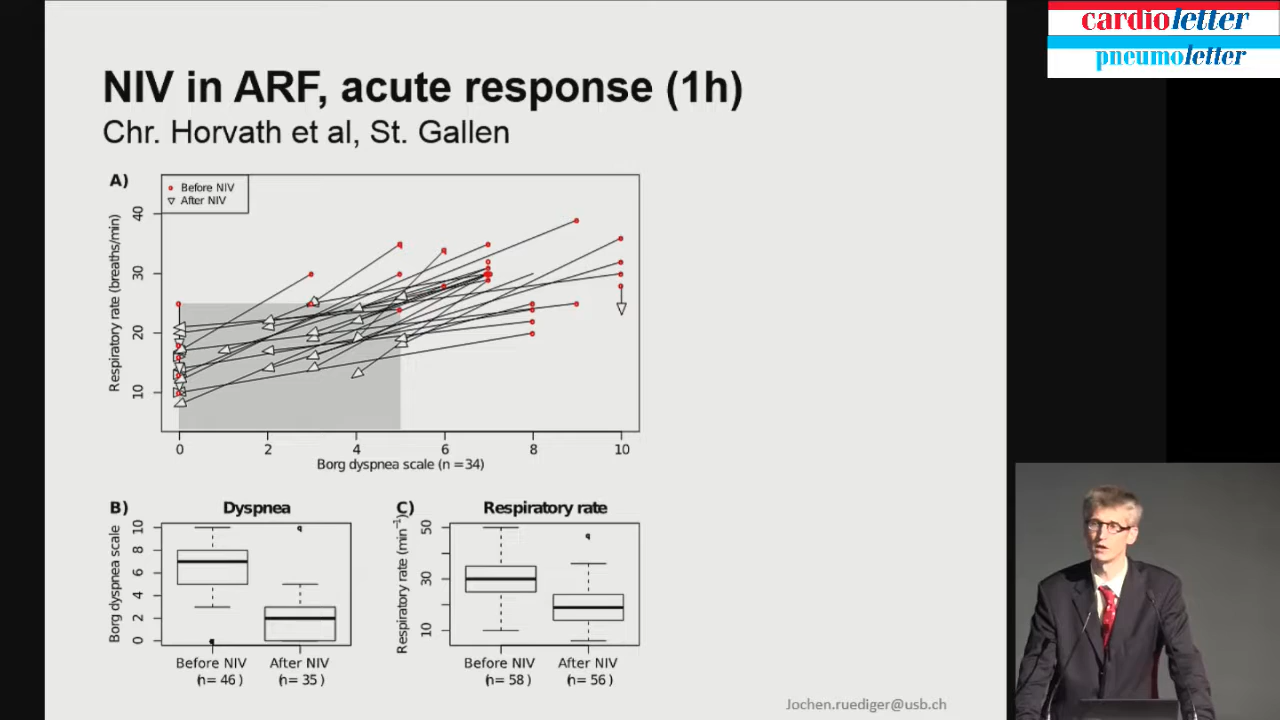 cardioletter
pneumoletter
NIV in ARF, acute response (1h)
Chr. Horvath et al, St. Gallen
A)
Before NIV
After NIV
Respiratory rate (breaths/min)
40
30
20
10
0 2 4 6 8 10
Borg dyspnea scale (n =34)
B) Dyspnea
Borg dyspnea scale
10
8
6
4
2
0
Before NIV After NIV
(n= 46 ) (n= 35 )
C) Respiratory rate
Respiratory rate (min⁻¹)
50
30
10
Before NIV After NIV
(n= 58 ) (n= 56 )
Jochen.ruediger@usb.ch